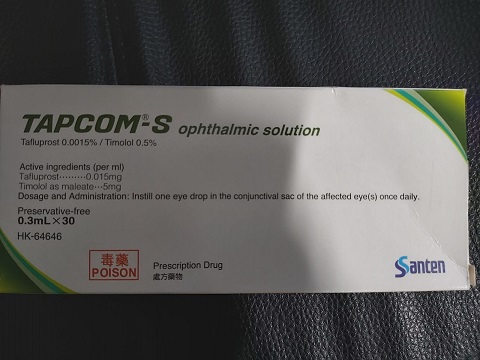 TAPCOM®-S ophthalmic solution
Tafluprost 0.0015% / Timolol 0.5%
Active ingredients (per ml)
Tafluprost.........0.015mg
Timolol as maleate···5mg
Dosage and Administration: Instill one eye drop in the conjunctival sac of the affected eye(s) once daily.
Preservative-free
0.3mL×30
HK-64646
毒藥
POISON
Prescription Drug
處方藥物
Santen